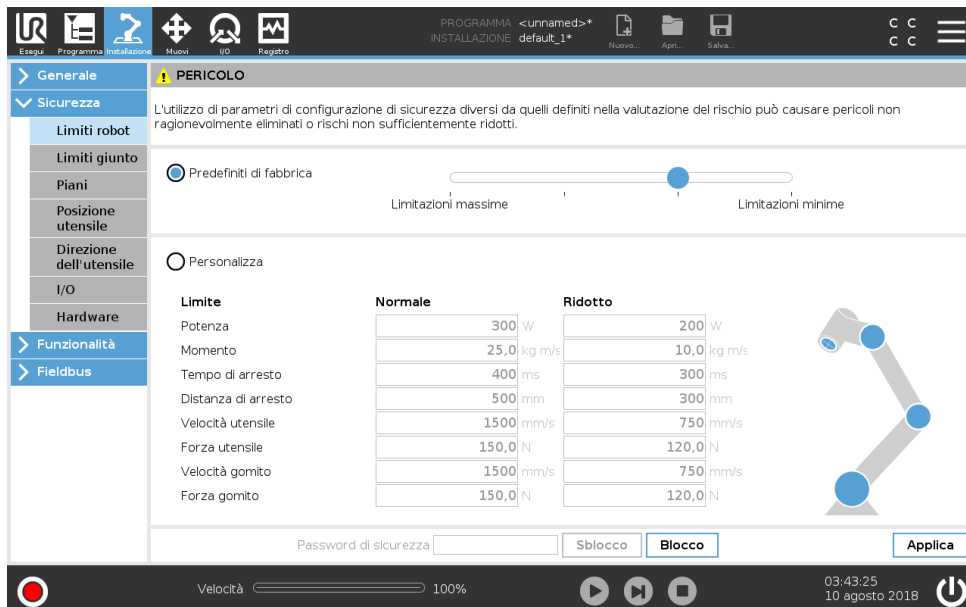 UR
PROGRAMMA <unnamed>*
INSTALLAZIONE default_1*
C C
C C
Esegui Programma Installazione Muovi I/O Registro Nuovo... Apri... Salva...
Generale
Sicurezza
Limiti robot
Limiti giunto
Piani
Posizione
utensile
Direzione
dell'utensile
I/O
Hardware
Funzionalità
Fieldbus
PERICOLO
L'utilizzo di parametri di configurazione di sicurezza diversi da quelli definiti nella valutazione del rischio può causare pericoli non
ragionevolmente eliminati o rischi non sufficientemente ridotti.
Predefiniti di fabbrica
Limitazioni massime Limitazioni minime
Personalizza
Limite Normale Ridotto
Potenza 300 W 200 W
Momento 25,0 kg m/s 10,0 kg m/s
Tempo di arresto 400 ms 300 ms
Distanza di arresto 500 mm 300 mm
Velocità utensile 1500 mm/s 750 mm/s
Forza utensile 150,0 N 120,0 N
Velocità gomito 1500 mm/s 750 mm/s
Forza gomito 150,0 N 120,0 N
Password di sicurezza Sblocco Blocco Applica
Velocità 100%
03:43:25
10 agosto 2018